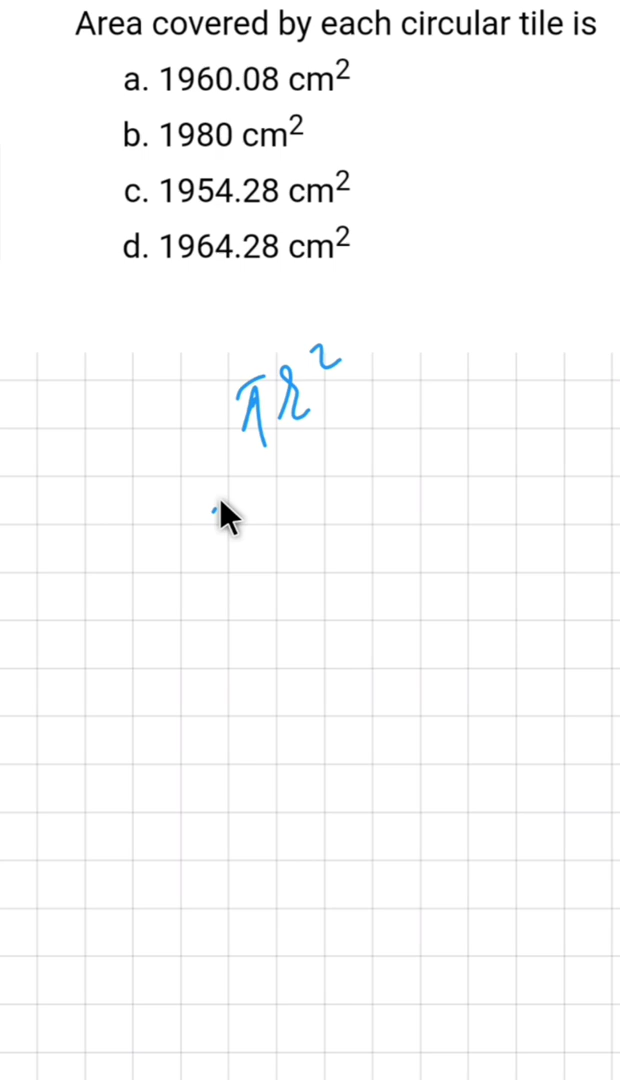 Area covered by each circular tile is
a. 1960.08 cm²
b. 1980 cm²
c. 1954.28 cm²
d. 1964.28 cm²
πr²